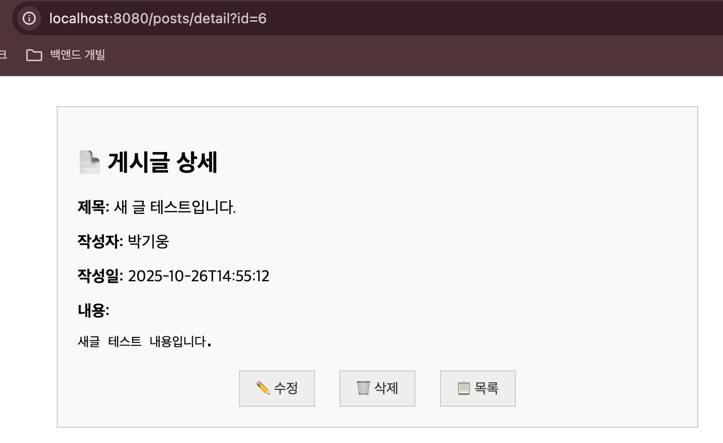 localhost:8080/posts/detail?id=6
크 백앤드 개빌
게시글 상세
제목: 새 글 테스트입니다.
작성자: 박기웅
작성일: 2025-10-26T14:55:12
내용:
새글 테스트 내용입니다.
수정 삭제 목록